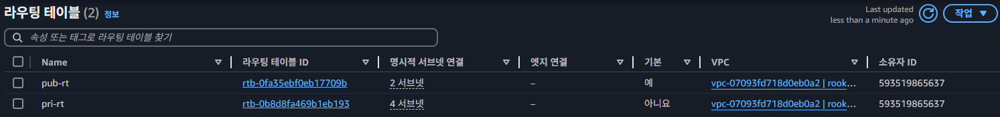 라우팅 테이블 (2) 정보
Last updated
less than a minute ago
작업
속성 또는 태그로 라우팅 테이블 찾기
Name 라우팅 테이블 ID 명시적 서브넷 연결 엣지 연결 기본 VPC 소유자 ID
pub-rt rtb-0fa35ebf0eb17709b 2 서브넷 – 예 vpc-07093fd718d0eb0a2 | rook… 593519865637
pri-rt rtb-0b8d8fa469b1eb193 4 서브넷 – 아니요 vpc-07093fd718d0eb0a2 | rook… 593519865637